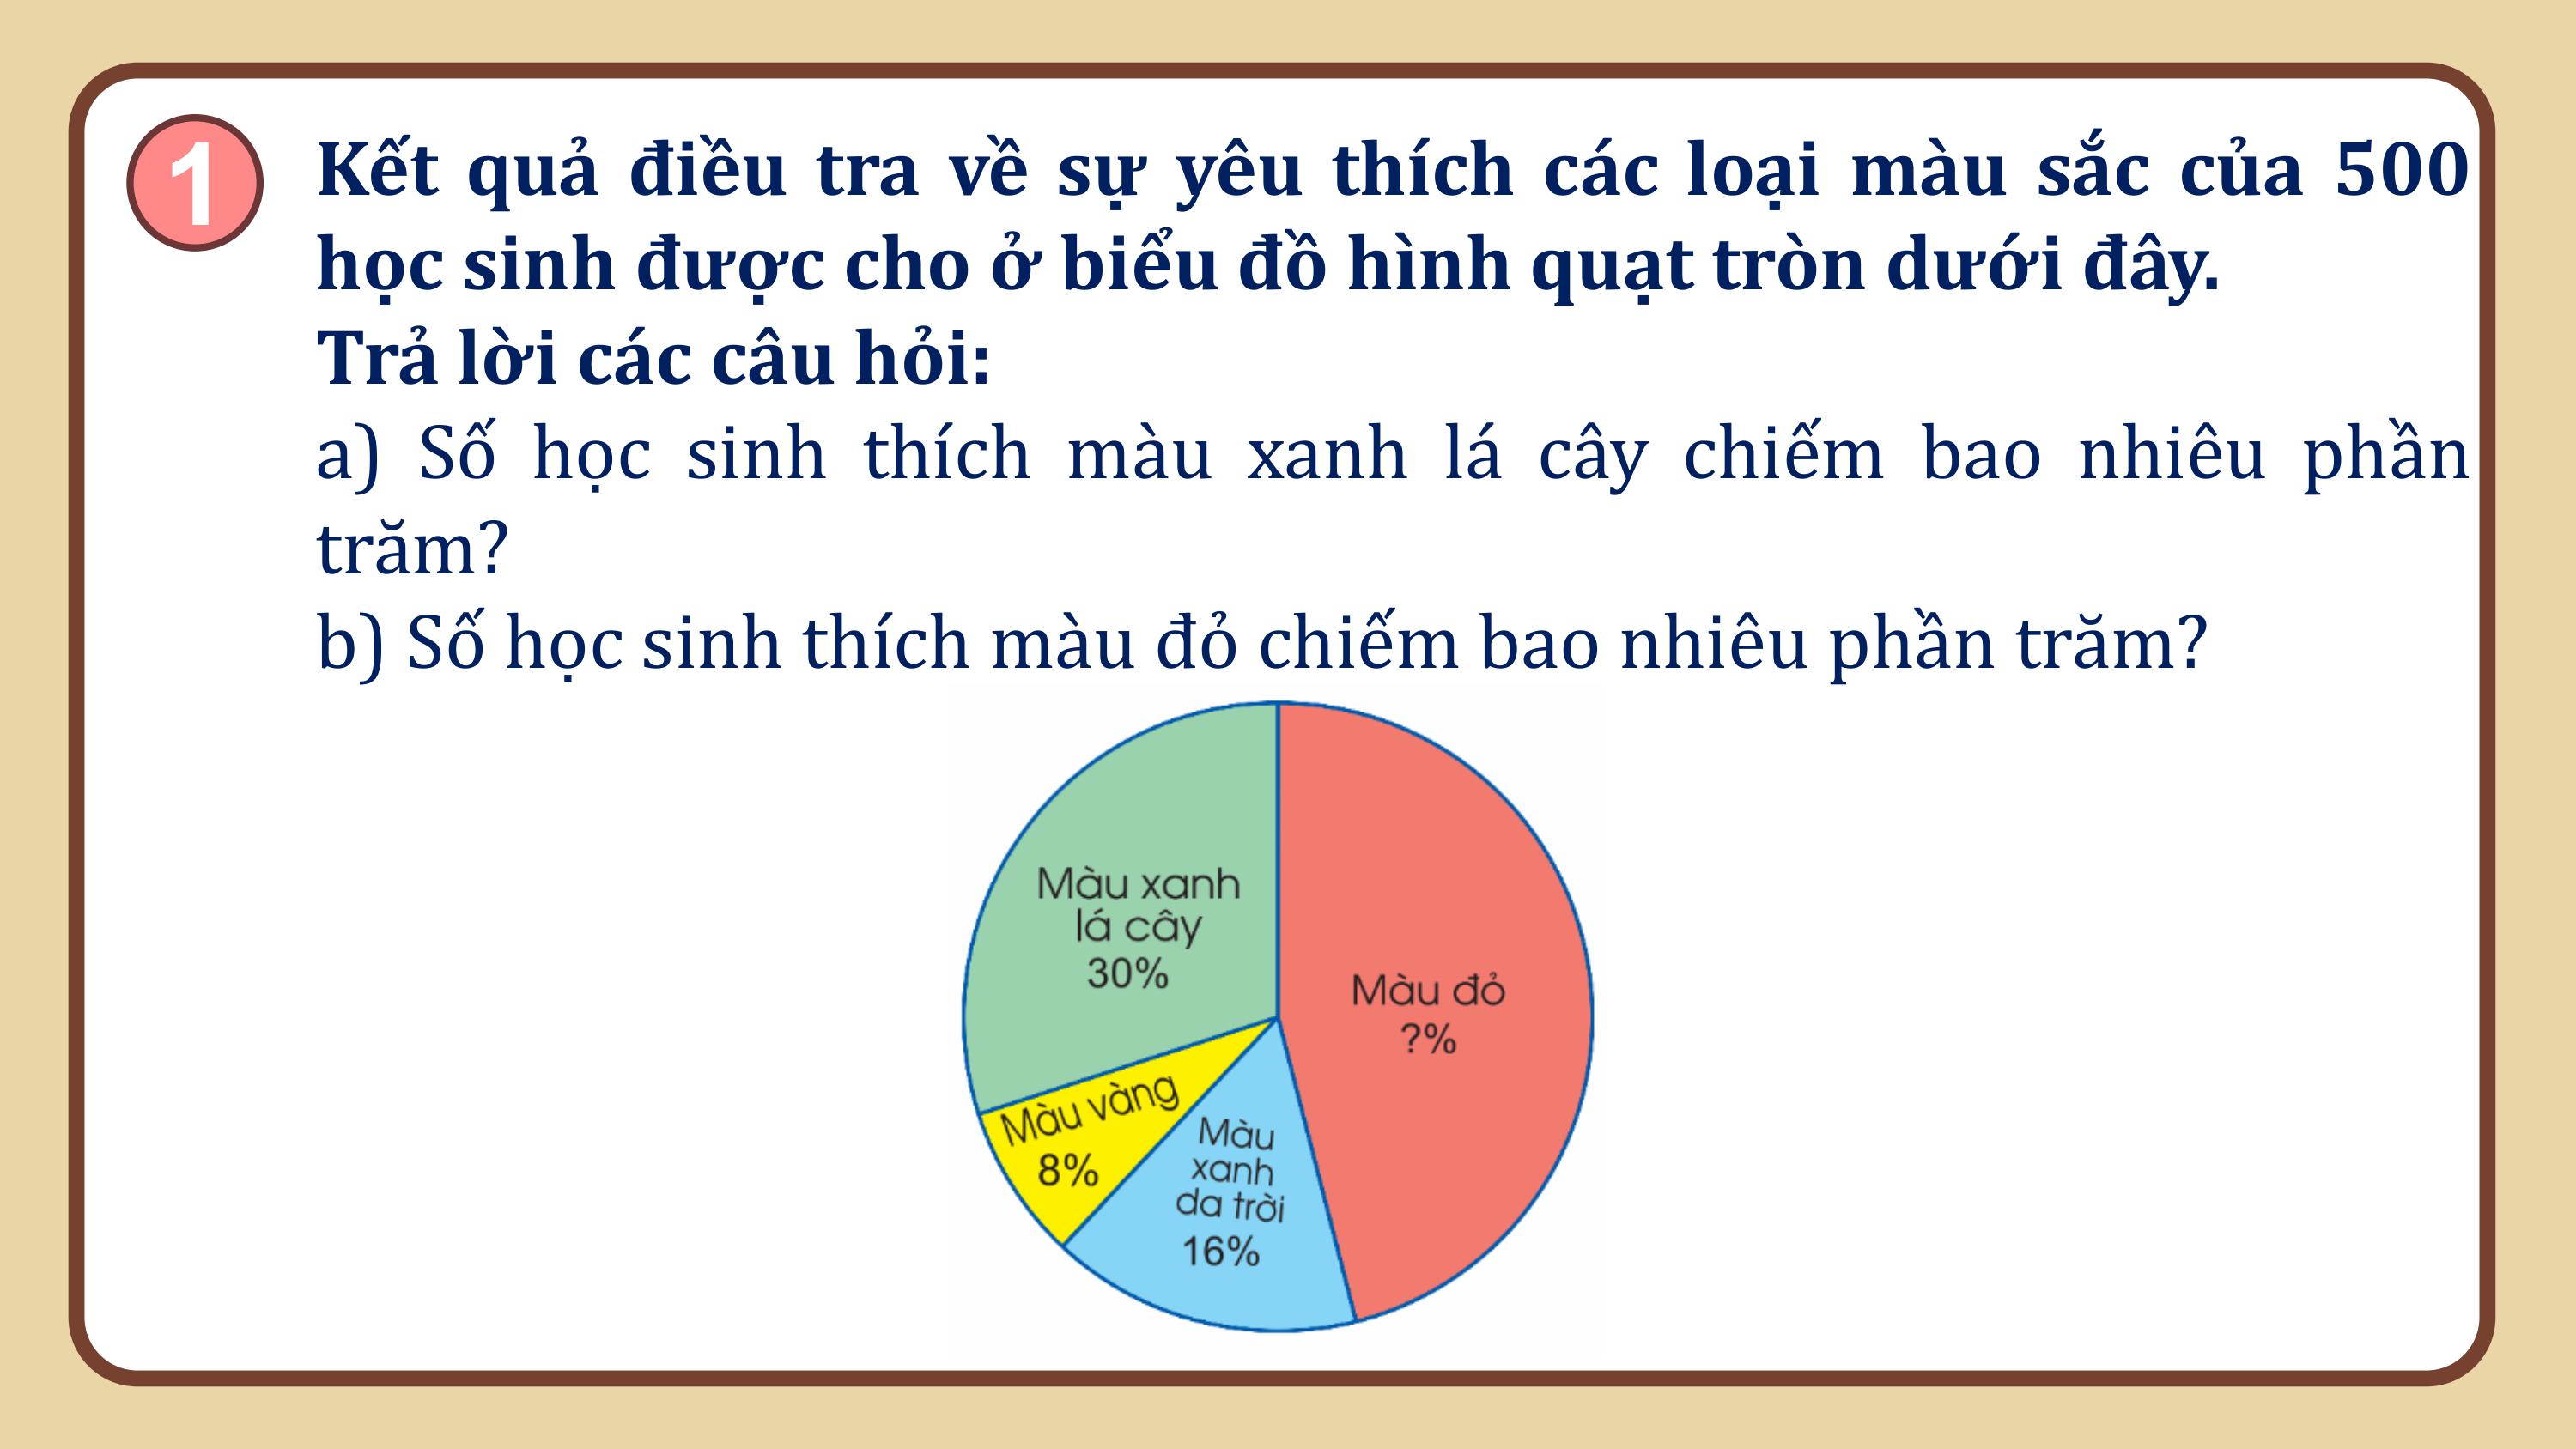 1
Kết quả điều tra về sự yêu thích các loại màu sắc của 500
học sinh được cho ở biểu đồ hình quạt tròn dưới đây.
Trả lời các câu hỏi:
a) Số học sinh thích màu xanh lá cây chiếm bao nhiêu phần
trăm?
b) Số học sinh thích màu đỏ chiếm bao nhiêu phần trăm?
Màu xanh
lá cây
30%
Màu đỏ
?%
Màu vàng
8%
Màu
xanh
da trời
16%